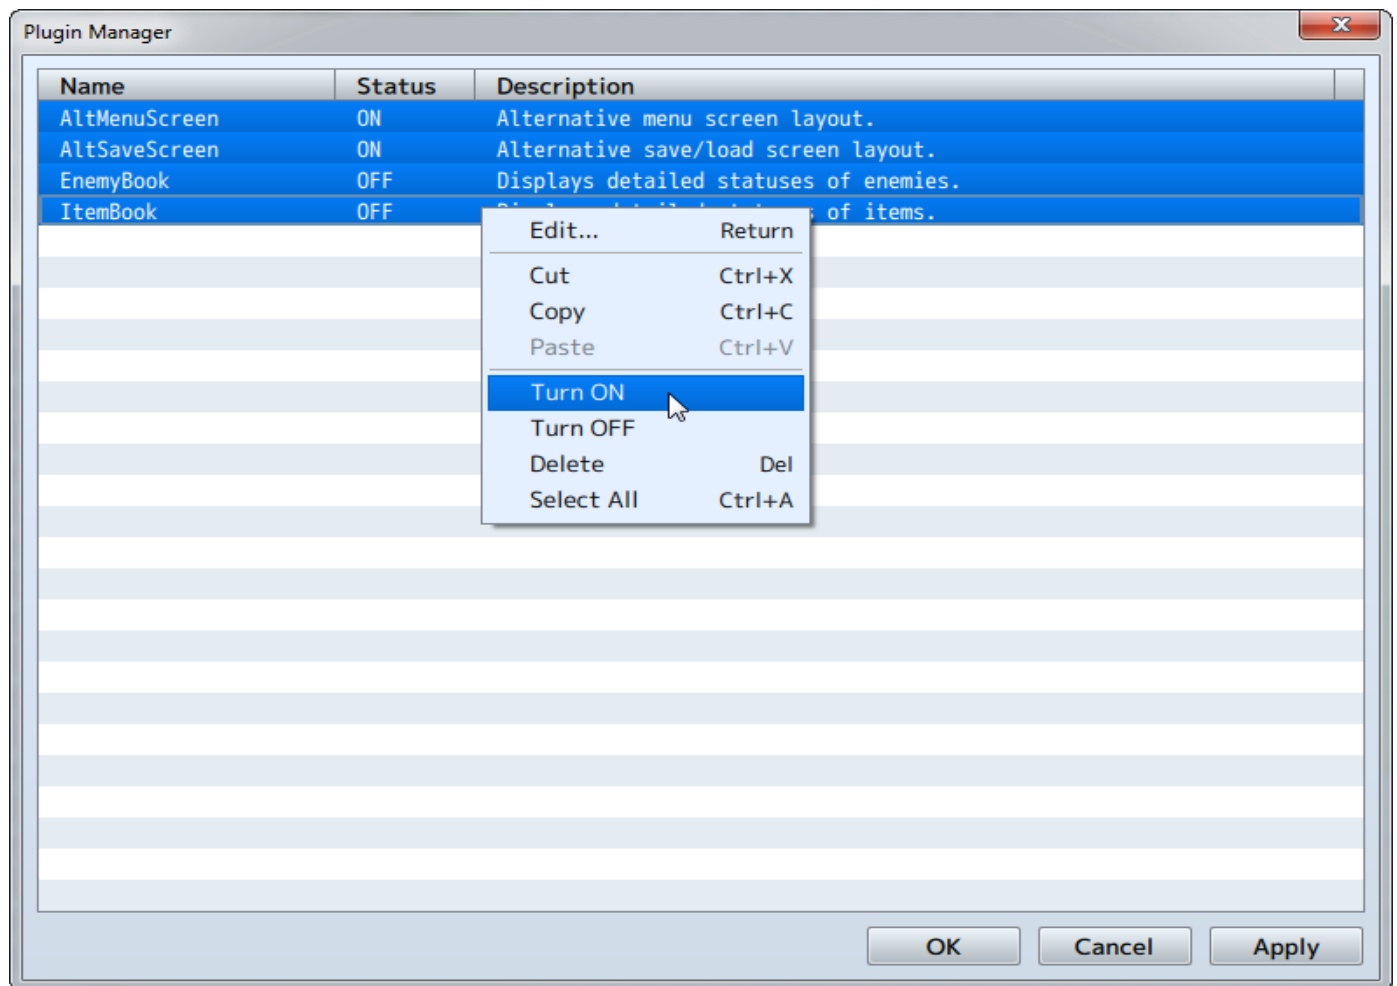 Plugin Manager
Name Status Description
AltMenuScreen ON Alternative menu screen layout.
AltSaveScreen ON Alternative save/load screen layout.
EnemyBook OFF Displays detailed statuses of enemies.
ItemBook OFF of items.
Edit... Return
Cut Ctrl+X
Copy Ctrl+C
Paste Ctrl+V
Turn ON
Turn OFF
Delete Del
Select All Ctrl+A
OK Cancel Apply